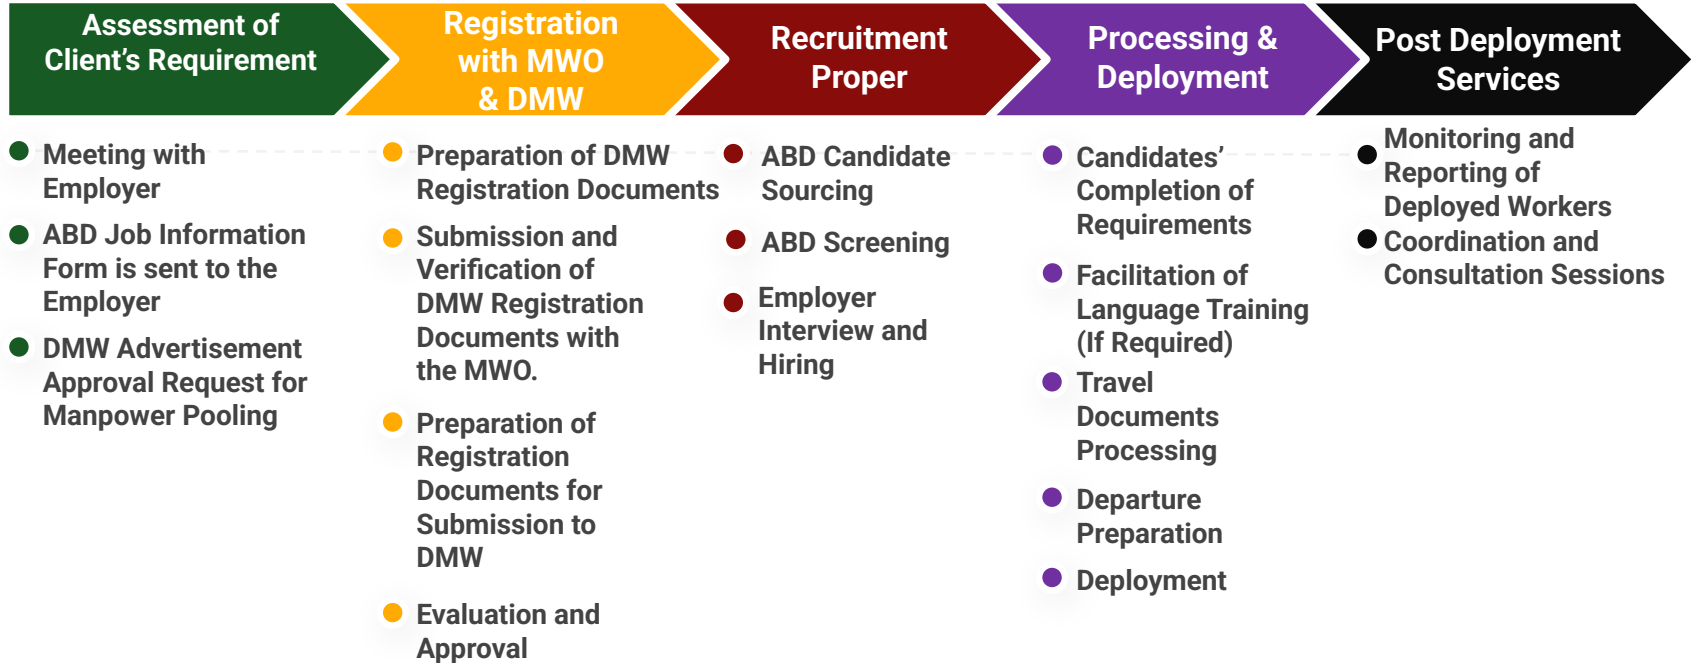 Assessment of
Client’s Requirement
Registration
with MWO
& DMW
Recruitment
Proper
Processing &
Deployment
Post Deployment
Services
Meeting with
Employer
ABD Job Information
Form is sent to the
Employer
DMW Advertisement
Approval Request for
Manpower Pooling
Preparation of DMW
Registration Documents
Submission and
Verification of
DMW Registration
Documents with
the MWO.
Preparation of
Registration
Documents for
Submission to
DMW
Evaluation and
Approval
ABD Candidate
Sourcing
ABD Screening
Employer
Interview and
Hiring
Candidates’
Completion of
Requirements
Facilitation of
Language Training
(If Required)
Travel
Documents
Processing
Departure
Preparation
Deployment
Monitoring and
Reporting of
Deployed Workers
Coordination and
Consultation Sessions